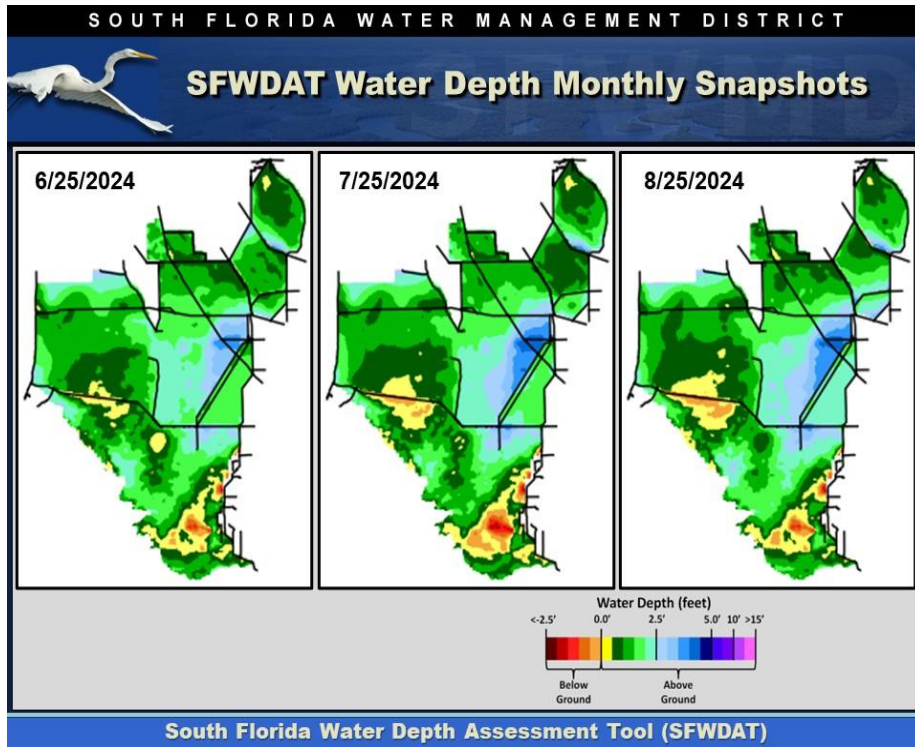 SOUTH FLORIDA WATER MANAGEMENT DISTRICT
SFWDAT Water Depth Monthly Snapshots
6/25/2024
7/25/2024
8/25/2024
Water Depth (feet)
<-2.5' 0.0' 2.5' 5.0' 10' >15'
Below Ground
Above Ground
South Florida Water Depth Assessment Tool (SFWDAT)